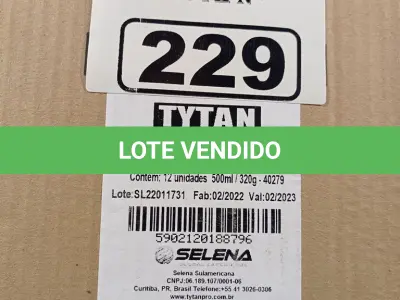 229
TYTAN
LOTE VENDIDO
Contém: 12 unidades 500ml / 320g - 40279
Lote:SL22011731 Fab:02/2022 Val:02/2023
5902120188796
SELENA
Selena Sulamericana
CNPJ:06.189.107/0001-06
Curitiba, PR, Brasil Telefone:+55 41 3026-0306
www.tytanpro.com.br